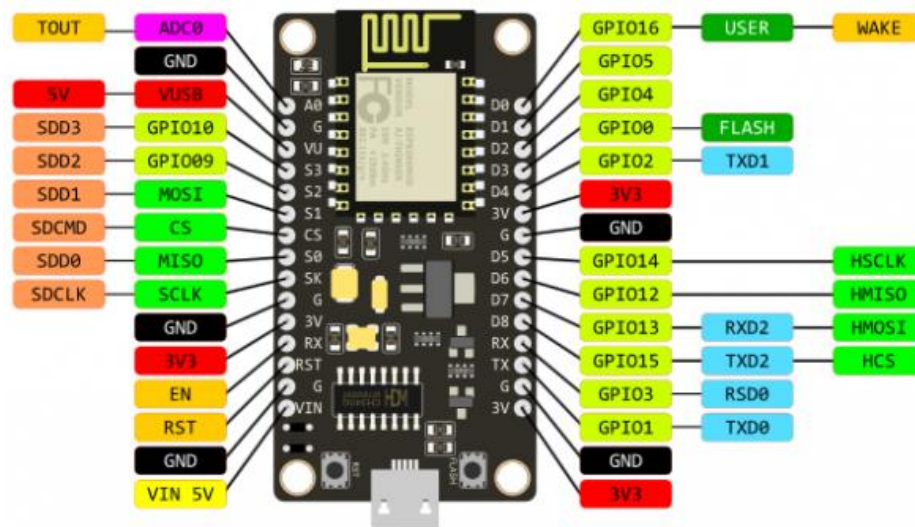 TOUT ADC0 GPIO16 USER WAKE
GND GPIO5
5V VUSB A0 D0 GPIO4
SDD3 GPIO10 G D1 GPIO0 FLASH
SDD2 GPIO09 VU D2 GPIO2 TXD1
SDD1 MOSI S3 D3 3V3
SDCMD CS S2 D4 GND
SDD0 MISO S1 3V GPIO14 HSCLK
SDCLK SCLK CS G GPIO12 HMISO
GND S0 D5 GPIO13 RXD2 HMOSI
3V3 SK D6 GPIO15 TXD2 HCS
EN G D7 GPIO3 RSD0
RST 3V D8 GPIO1 TXD0
GND RX RX GND
VIN 5V RST TX 3V3
G G
VIN 3V
RST FLASH